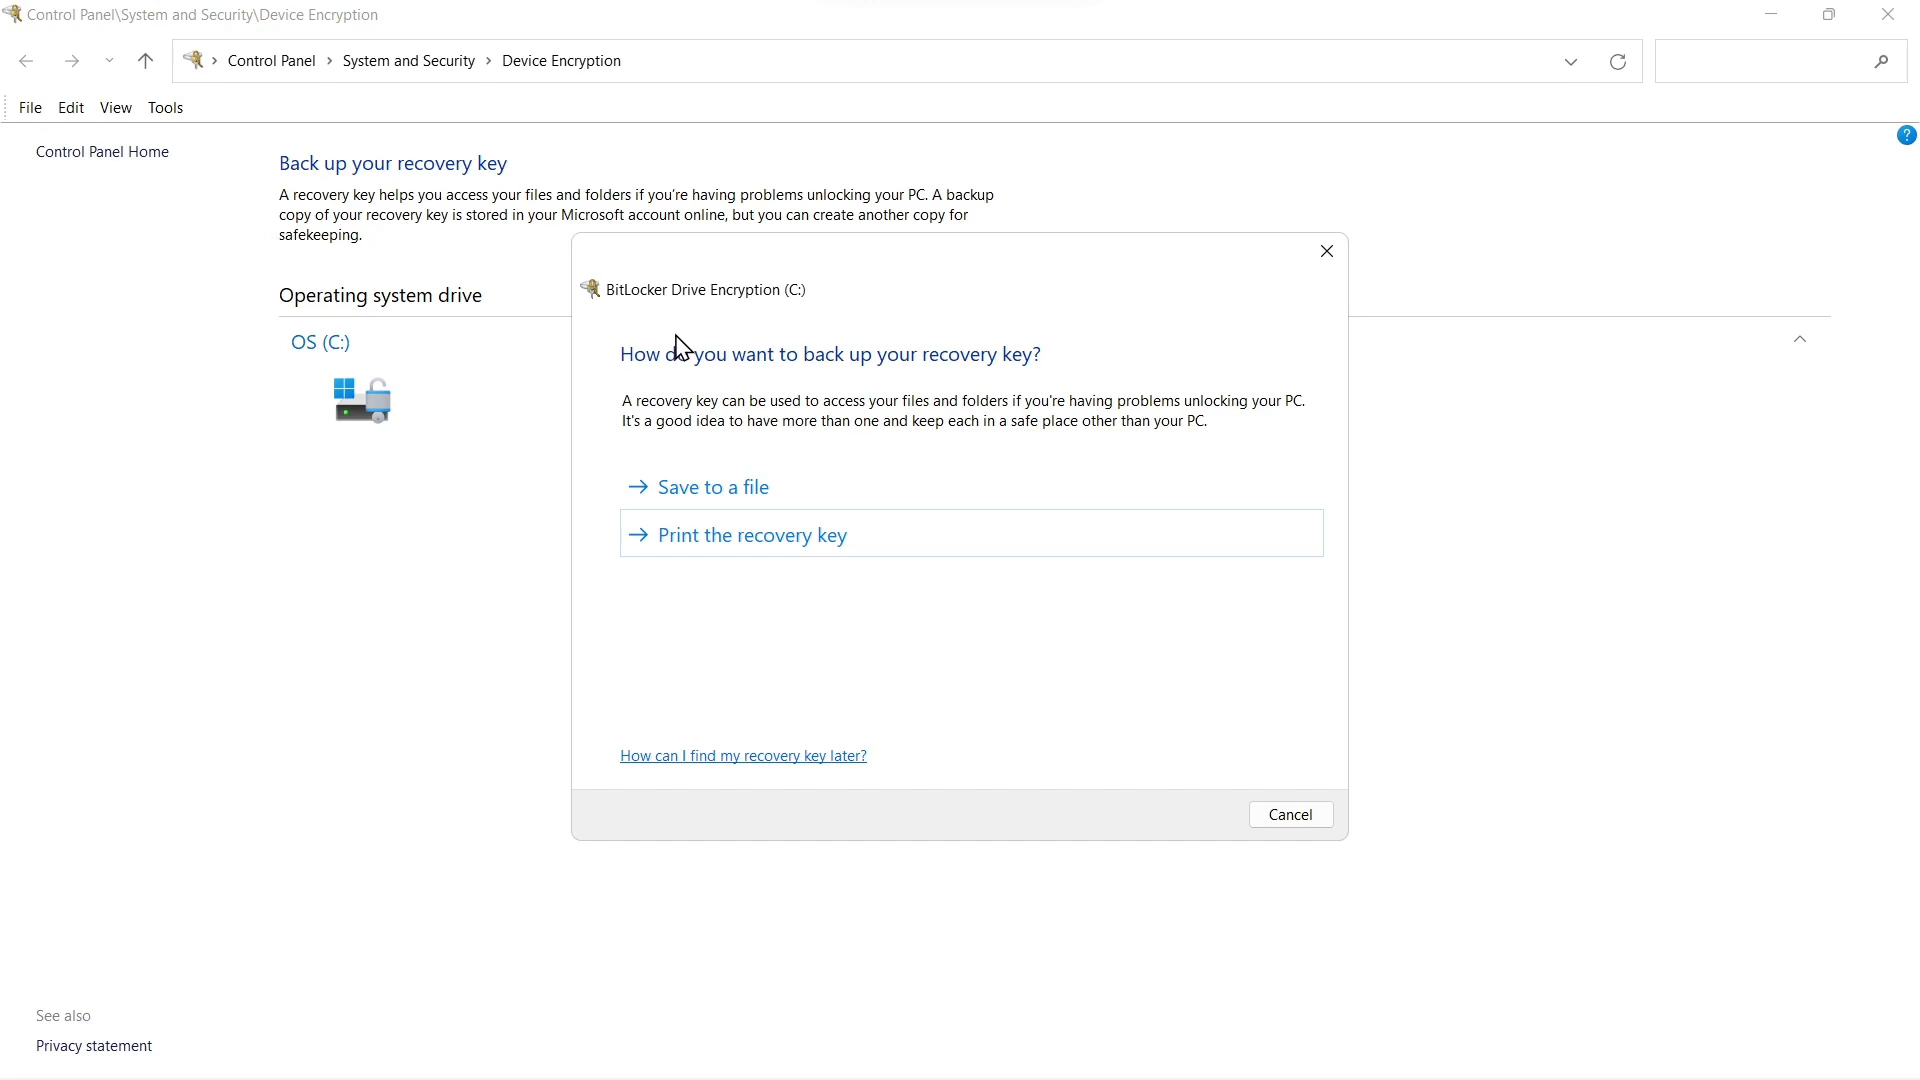 Control Panel\System and Security\Device Encryption
Control Panel › System and Security › Device Encryption
File Edit View Tools
?
Control Panel Home
Back up your recovery key
A recovery key helps you access your files and folders if you're having problems unlocking your PC. A backup
copy of your recovery key is stored in your Microsoft account online, but you can create another copy for
safekeeping.
Operating system drive
OS (C:)
BitLocker Drive Encryption (C:)
How do you want to back up your recovery key?
A recovery key can be used to access your files and folders if you're having problems unlocking your PC.
It's a good idea to have more than one and keep each in a safe place other than your PC.
→ Save to a file
→ Print the recovery key
How can I find my recovery key later?
Cancel
See also
Privacy statement